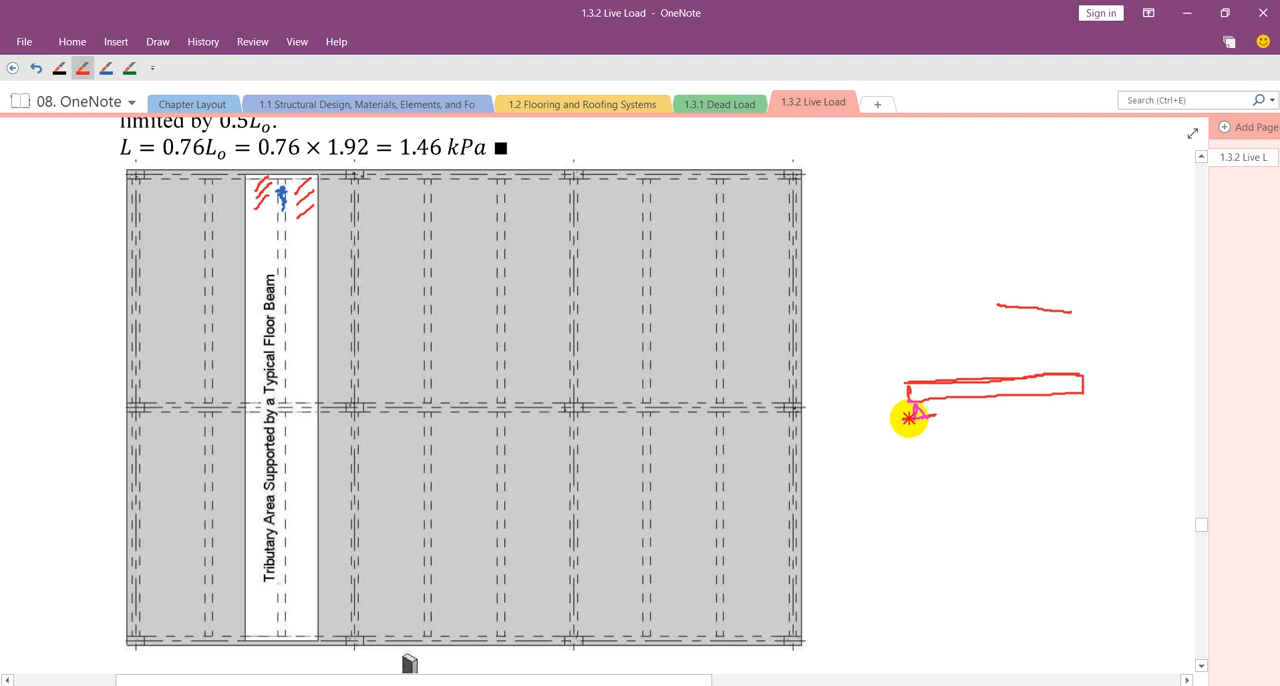 1.3.2 Live Load - OneNote
Sign in
File Home Insert Draw History Review View Help
08. OneNote
Chapter Layout
1.1 Structural Design, Materials, Elements, and Fo
1.2 Flooring and Roofing Systems
1.3.1 Dead Load
1.3.2 Live Load
Search (Ctrl+E)
Add Page
1.3.2 Live L
limited by 0.5Lₒ.
L = 0.76Lₒ = 0.76 × 1.92 = 1.46 kPa ■
Tributary Area Supported by a Typical Floor Beam